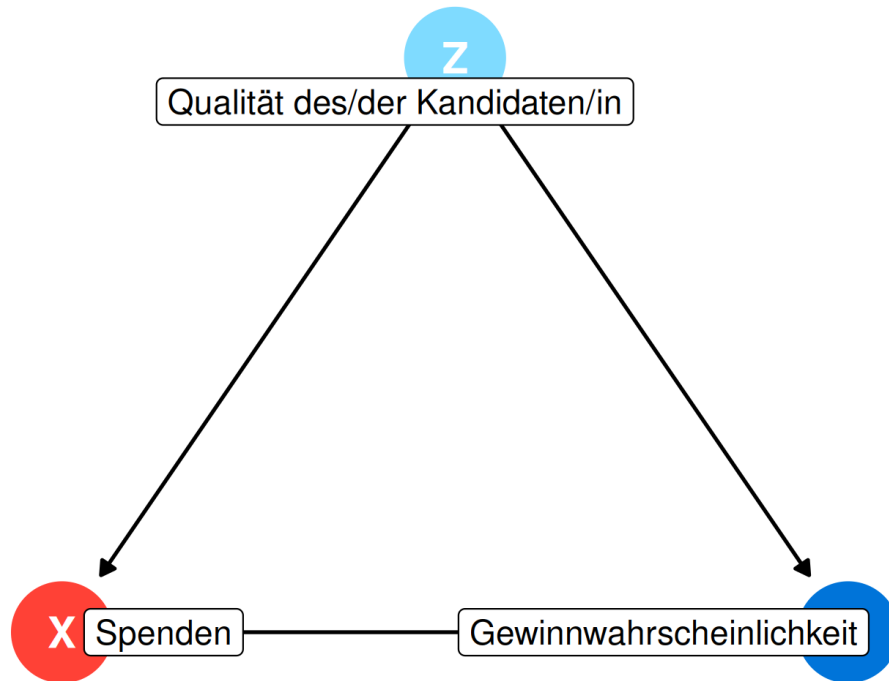 Z
Qualität des/der Kandidaten/in
X Spenden
Gewinnwahrscheinlichkeit